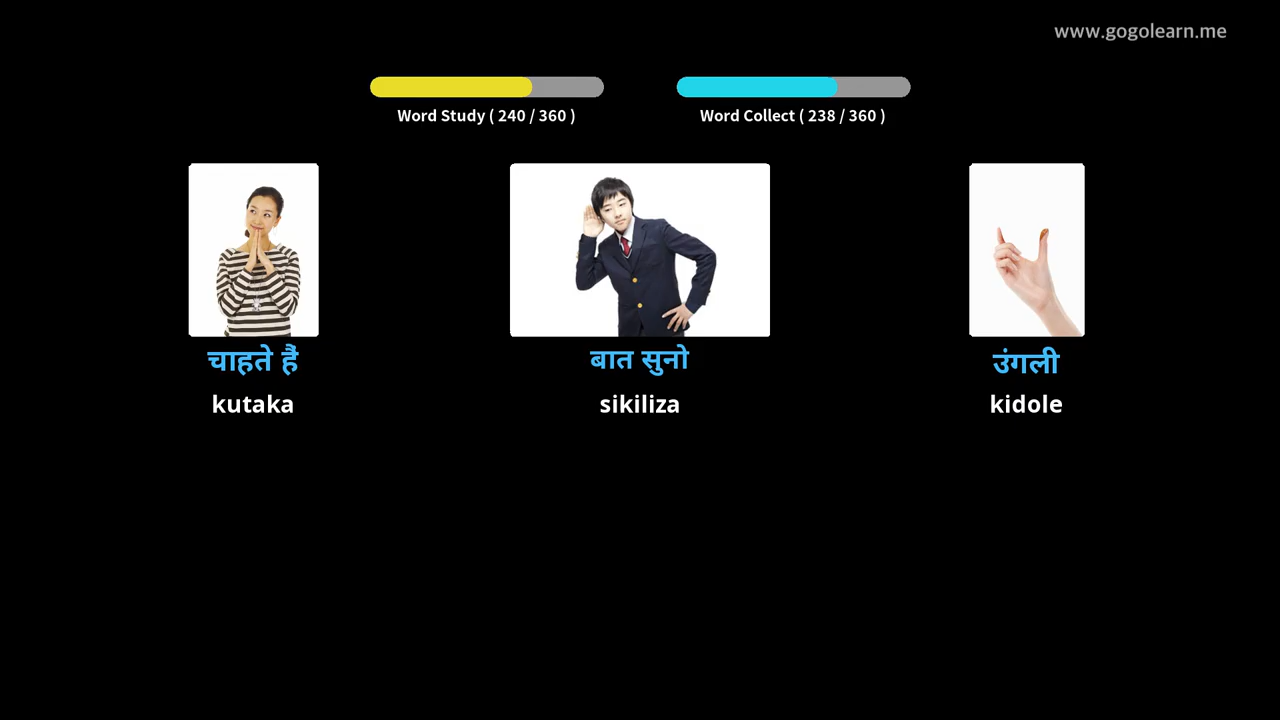 www.gogolearn.me
Word Study ( 240 / 360 )
Word Collect ( 238 / 360 )
चाहते हैं
बात सुनो
उंगली
kutaka
sikiliza
kidole